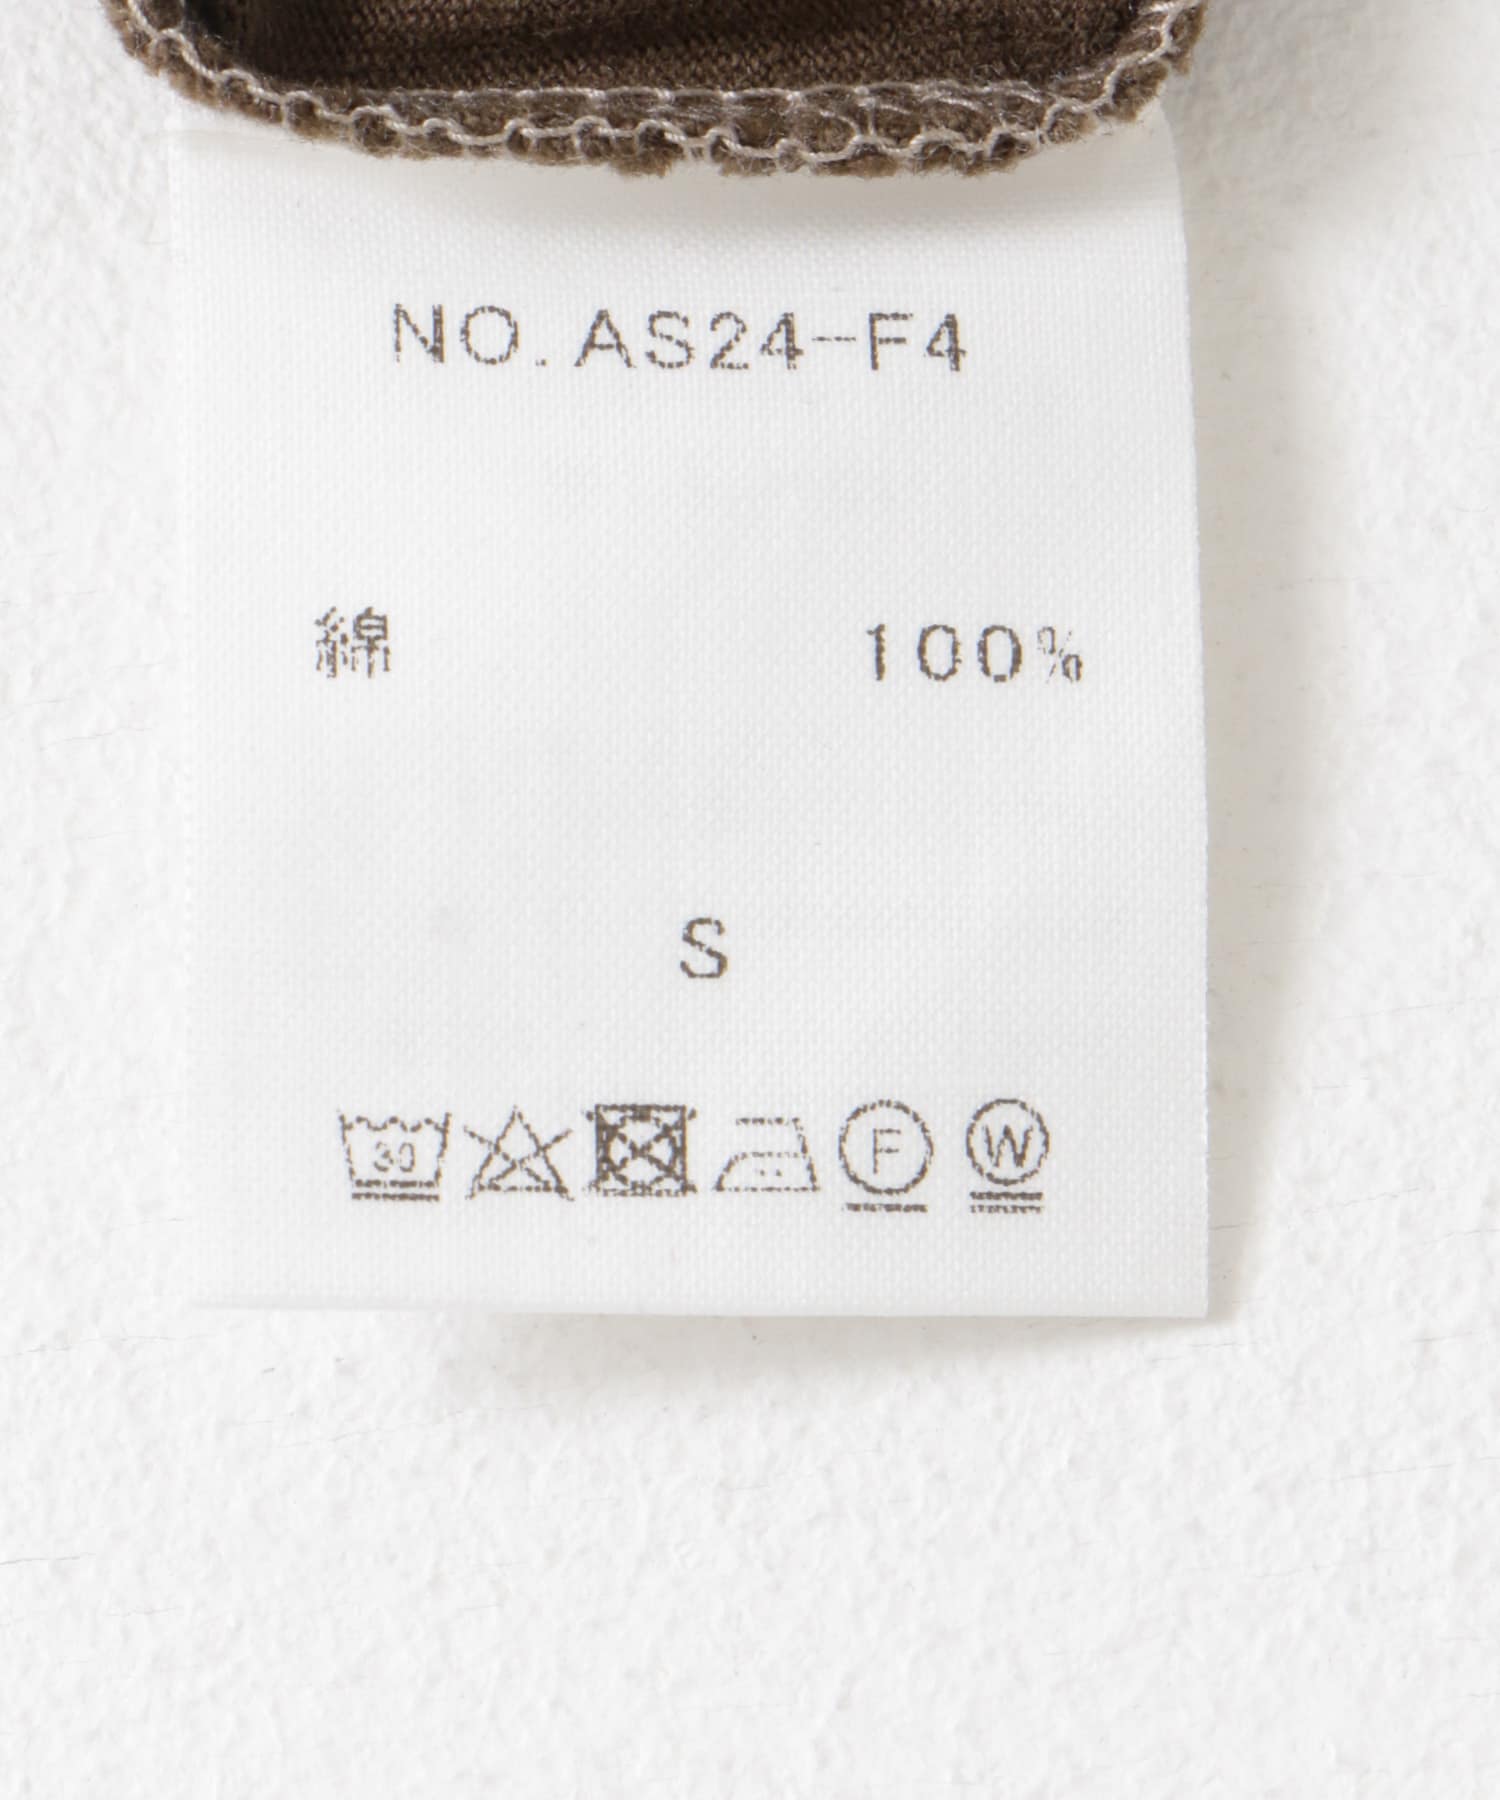 NO. AS24-F4
綿 100%
S
30 F W